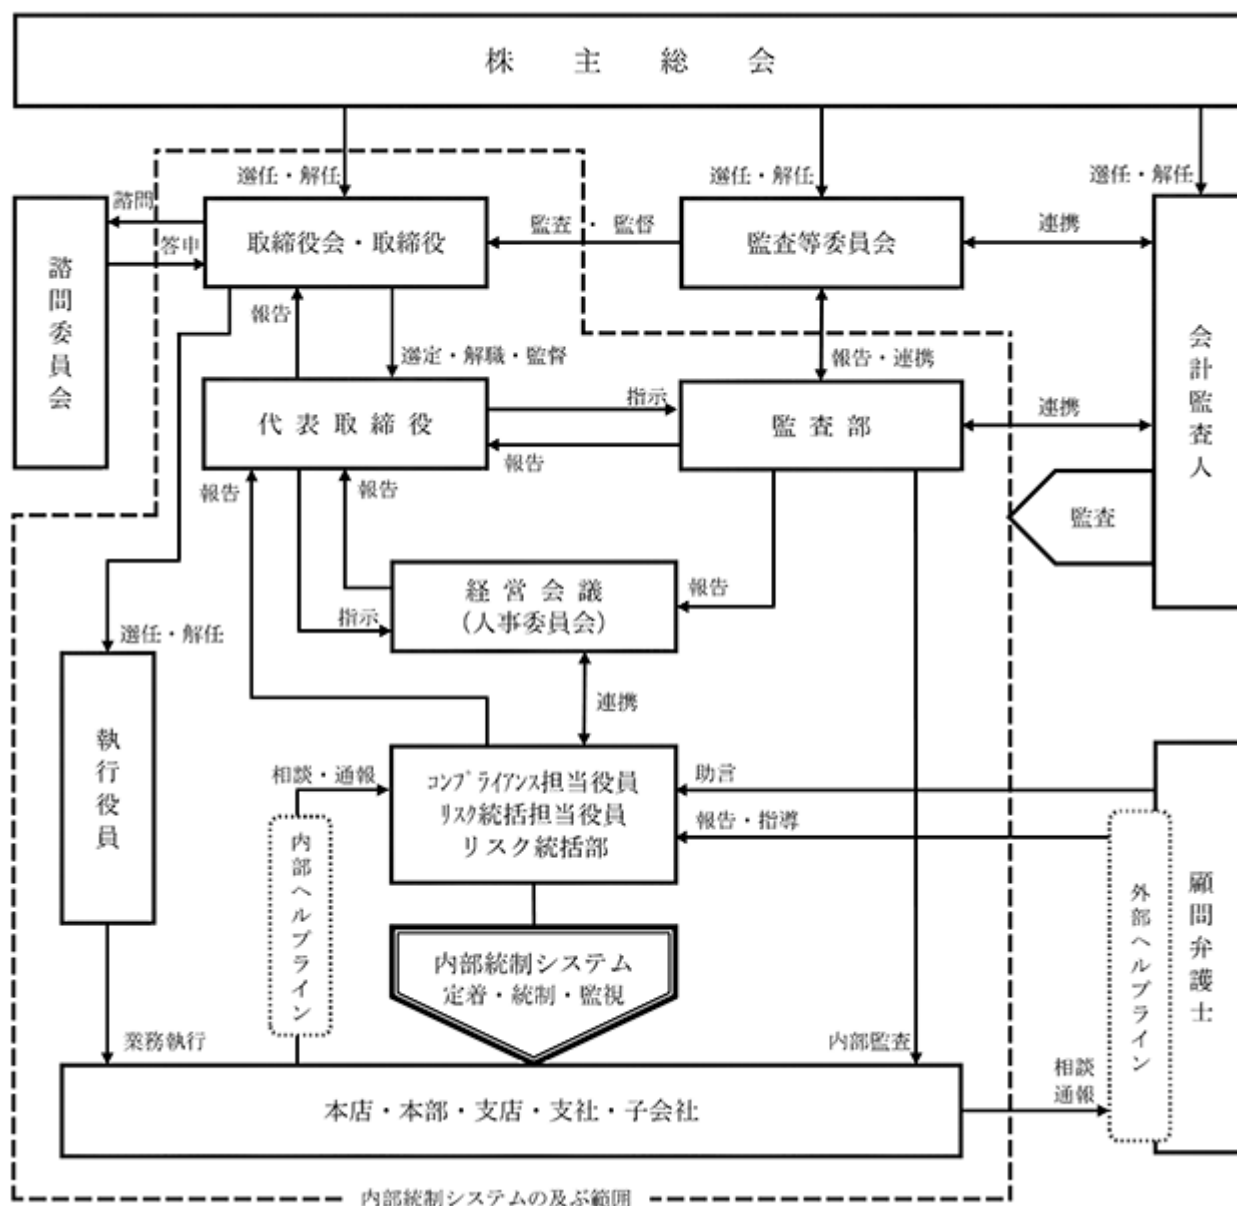 株主総会
選任・解任
選任・解任
選任・解任
諮問
答申
諮問委員会
取締役会・取締役
監査・監督
監査等委員会
連携
会計監査人
報告
選定・解職・監督
報告・連携
代表取締役
指示
報告
監査部
連携
監査
報告
報告
経営会議
(人事委員会)
報告
指示
選任・解任
連携
執行役員
相談・通報
コンプライアンス担当役員
リスク統括担当役員
リスク統括部
助言
報告・指導
内部ヘルプライン
外部ヘルプライン
顧問弁護士
内部統制システム
定着・統制・監視
業務執行
内部監査
相談
通報
本店・本部・支店・支社・子会社
内部統制システムの及ぶ範囲